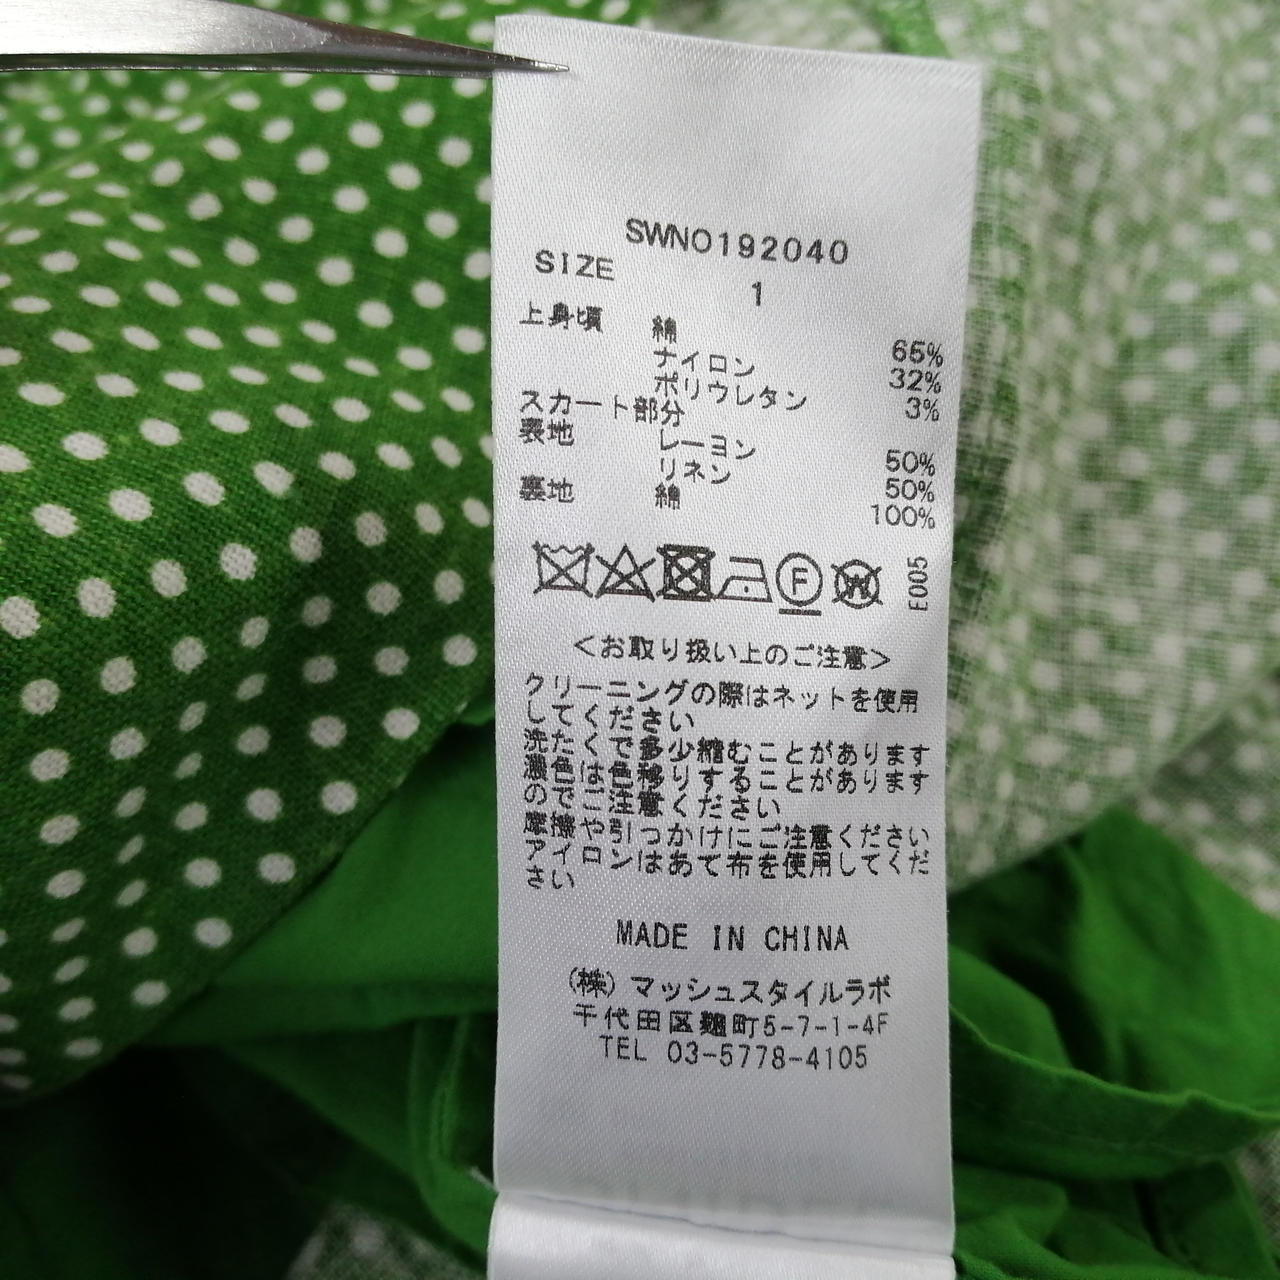 SWNO192040
SIZE 1
上身頃 綿 65%
ナイロン 32%
ポリウレタン 3%
スカート部分
表地 レーヨン 50%
リネン 50%
裏地 綿 100%
F W E005
<お取り扱い上のご注意>
クリーニングの際はネットを使用
してください
洗たくで多少縮むことがあります
濃色は色移りすることがあります
のでご注意ください
摩擦や引っかけにご注意ください
アイロンはあて布を使用してくだ
さい
MADE IN CHINA
(株)マッシュスタイルラボ
千代田区麹町5-7-1-4F
TEL 03-5778-4105